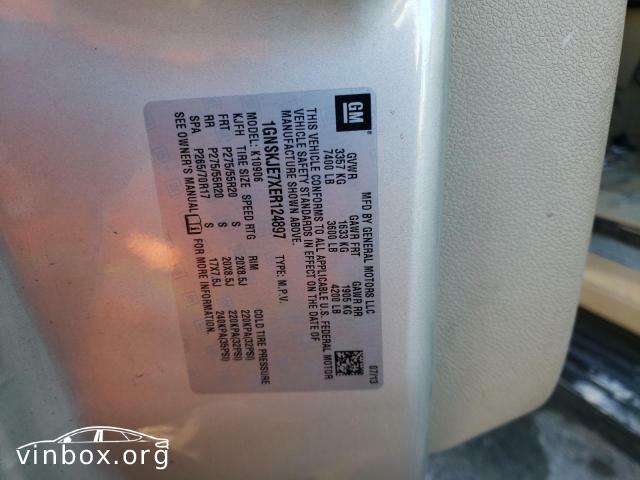 GM
MFD BY GENERAL MOTORS LLC
07/13
GVWR GAWR FRT GAWR RR
3357 KG 1633 KG 1905 KG
7400 LB 3600 LB 4200 LB
THIS VEHICLE CONFORMS TO ALL APPLICABLE U.S. FEDERAL MOTOR
VEHICLE SAFETY STANDARDS IN EFFECT ON THE DATE OF
MANUFACTURE SHOWN ABOVE.
1GNSKJE7XER124897 TYPE: M.P.V.
MODEL: K10906
KJFH TIRE SIZE SPEED RTG RIM COLD TIRE PRESSURE
FRT P275/55R20 S 20X8.5J 220KPA(32PSI)
RR P275/55R20 S 20X8.5J 220KPA(32PSI)
SPA P265/70R17 S 17X7.5J 240KPA(35PSI)
SEE OWNER'S MANUAL FOR MORE INFORMATION.
vinbox.org